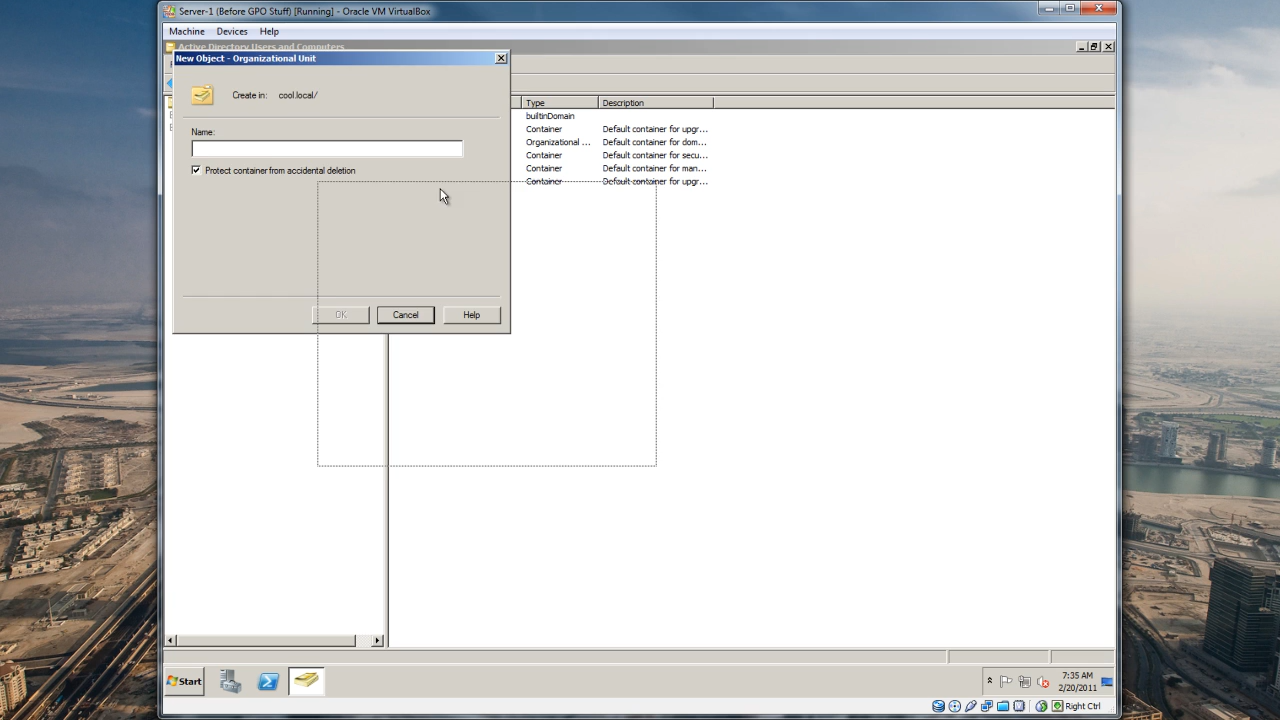 Server-1 (Before GPO Stuff) [Running] - Oracle VM VirtualBox
Machine Devices Help
Active Directory Users and Computers
New Object - Organizational Unit
Create in: cool.local/
Name:
Protect container from accidental deletion
OK Cancel Help
Type Description
builtinDomain
Container Default container for upgr...
Organizational ... Default container for dom...
Container Default container for secu...
Container Default container for man...
Container Default container for upgr...
Start
7:35 AM
2/20/2011
Right Ctrl